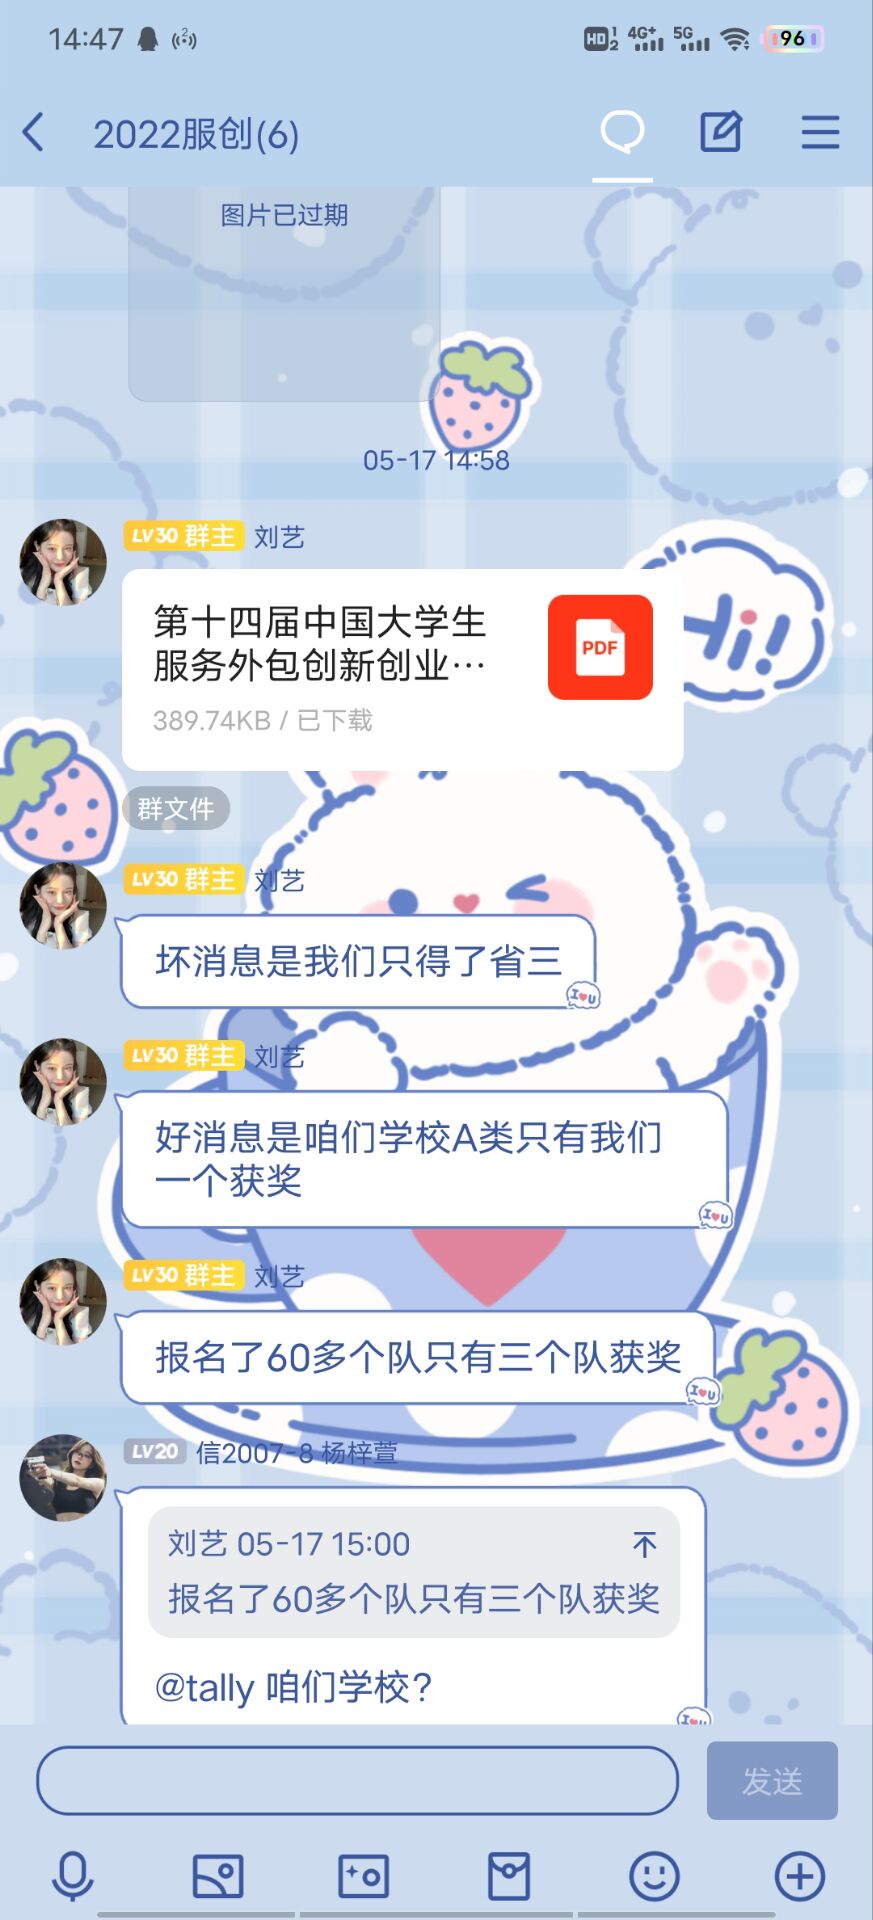 14:47
HD 1 2 4G+ 5G 96
2022服创(6)
图片已过期
05-17 14:58
LV30 群主 刘艺
第十四届中国大学生
服务外包创新创业…
PDF
389.74KB / 已下载
Hi!
群文件
LV30 群主 刘艺
坏消息是我们只得了省三
I U
LV30 群主 刘艺
好消息是咱们学校A类只有我们
一个获奖
I U
LV30 群主 刘艺
报名了60多个队只有三个队获奖
I U
LV20 信2007-8 杨梓萱
刘艺 05-17 15:00
报名了60多个队只有三个队获奖
@tally 咱们学校?
I U
发送